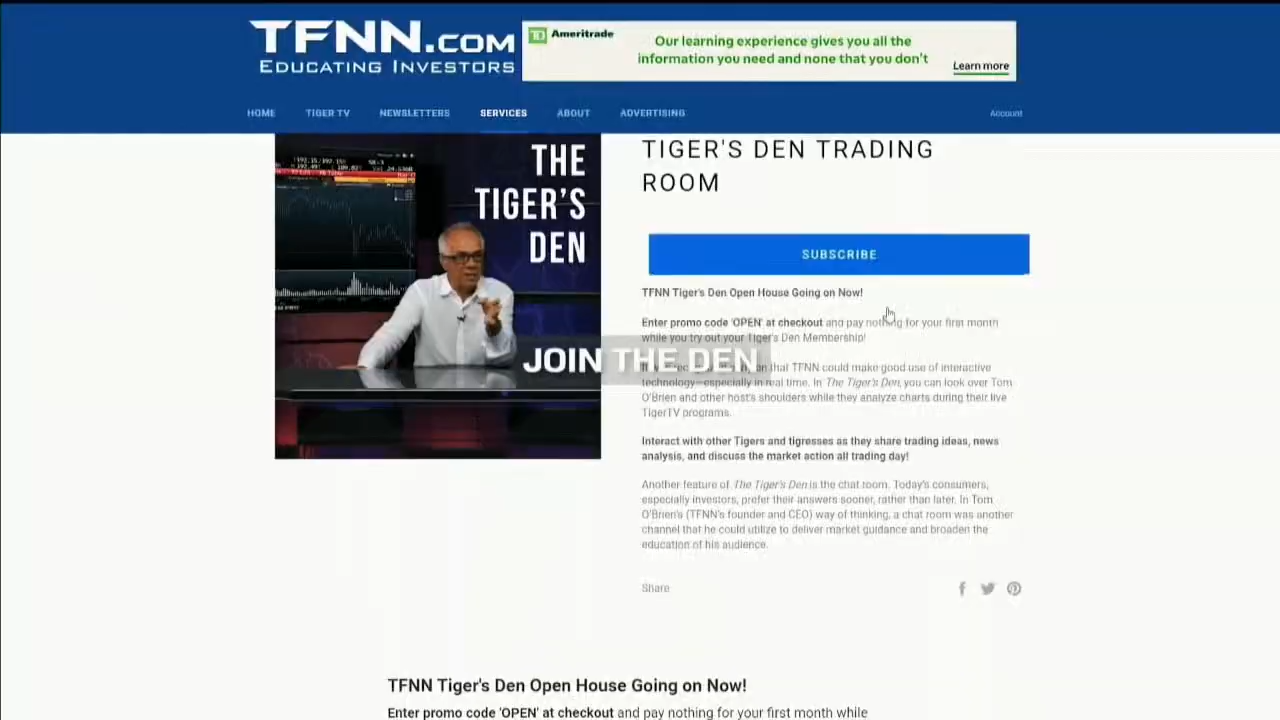 TFNN.COM
EDUCATING INVESTORS
TD Ameritrade
Our learning experience gives you all the
information you need and none that you don't
Learn more
HOME
TIGER TV
NEWSLETTERS
SERVICES
ABOUT
ADVERTISING
Account
THE
TIGER'S
DEN
TIGER'S DEN TRADING
ROOM
SUBSCRIBE
TFNN Tiger's Den Open House Going on Now!
Enter promo code 'OPEN' at checkout and pay nothing for your first month
while you try out your Tiger's Den Membership!
JOIN THE DEN
that TFNN could make good use of interactive
technology—especially in real time. In The Tiger's Den, you can look over Tom
O'Brien and other host's shoulders while they analyze charts during their live
TigerTV programs.
Interact with other Tigers and tigresses as they share trading ideas, news
analysis, and discuss the market action all trading day!
Another feature of The Tiger's Den is the chat room. Today's consumers,
especially investors, prefer their answers sooner, rather than later. In Tom
O'Brien's (TFNN's founder and CEO) way of thinking, a chat room was another
channel that he could utilize to deliver market guidance and broaden the
education of his audience.
Share
TFNN Tiger's Den Open House Going on Now!
Enter promo code 'OPEN' at checkout and pay nothing for your first month while